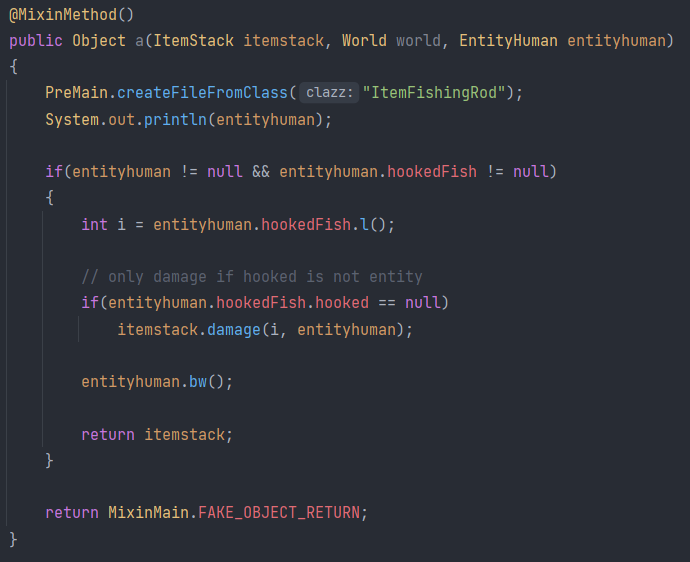 @MixinMethod()
public Object a(ItemStack itemstack, World world, EntityHuman entityhuman)
{
    PreMain.createFileFromClass( clazz: "ItemFishingRod");
    System.out.println(entityhuman);

    if(entityhuman != null && entityhuman.hookedFish != null)
    {
        int i = entityhuman.hookedFish.l();

        // only damage if hooked is not entity
        if(entityhuman.hookedFish.hooked == null)
            itemstack.damage(i, entityhuman);

        entityhuman.bw();

        return itemstack;
    }

    return MixinMain.FAKE_OBJECT_RETURN;
}